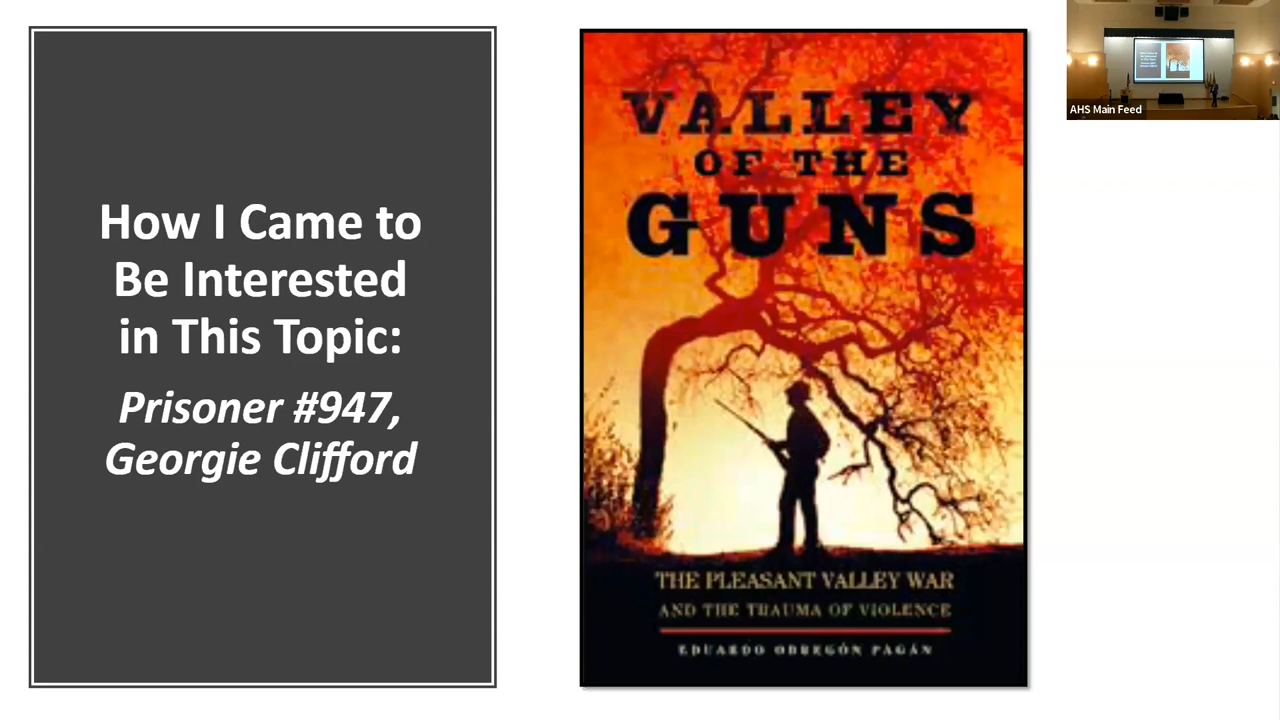 How I Came to
Be Interested
in This Topic:
Prisoner #947,
Georgie Clifford
VALLEY
OF THE
GUNS
THE PLEASANT VALLEY WAR
AND THE TRAUMA OF VIOLENCE
EDUARDO OBREGÓN PAGÁN
AHS Main Feed